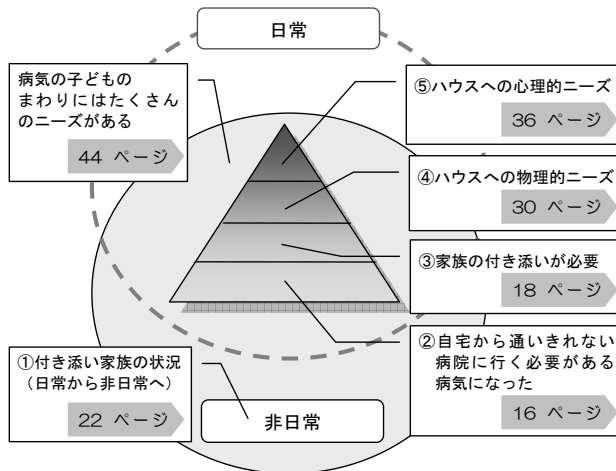 日常
病気の子どもの
まわりにはたくさん
のニーズがある
44 ページ
⑤ハウスへの心理的ニーズ
36 ページ
④ハウスへの物理的ニーズ
30 ページ
③家族の付き添いが必要
18 ページ
②自宅から通いきれない
病院に行く必要がある
病気になった
16 ページ
①付き添い家族の状況
（日常から非日常へ）
22 ページ
非日常